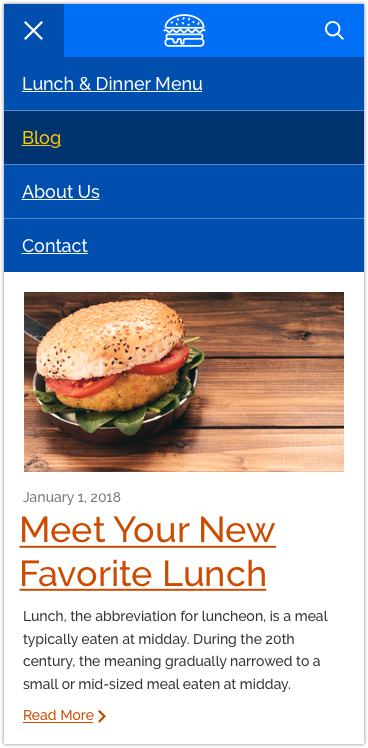 Lunch & Dinner Menu
Blog
About Us
Contact
January 1, 2018
Meet Your New
Favorite Lunch
Lunch, the abbreviation for luncheon, is a meal
typically eaten at midday. During the 20th
century, the meaning gradually narrowed to a
small or mid-sized meal eaten at midday.
Read More